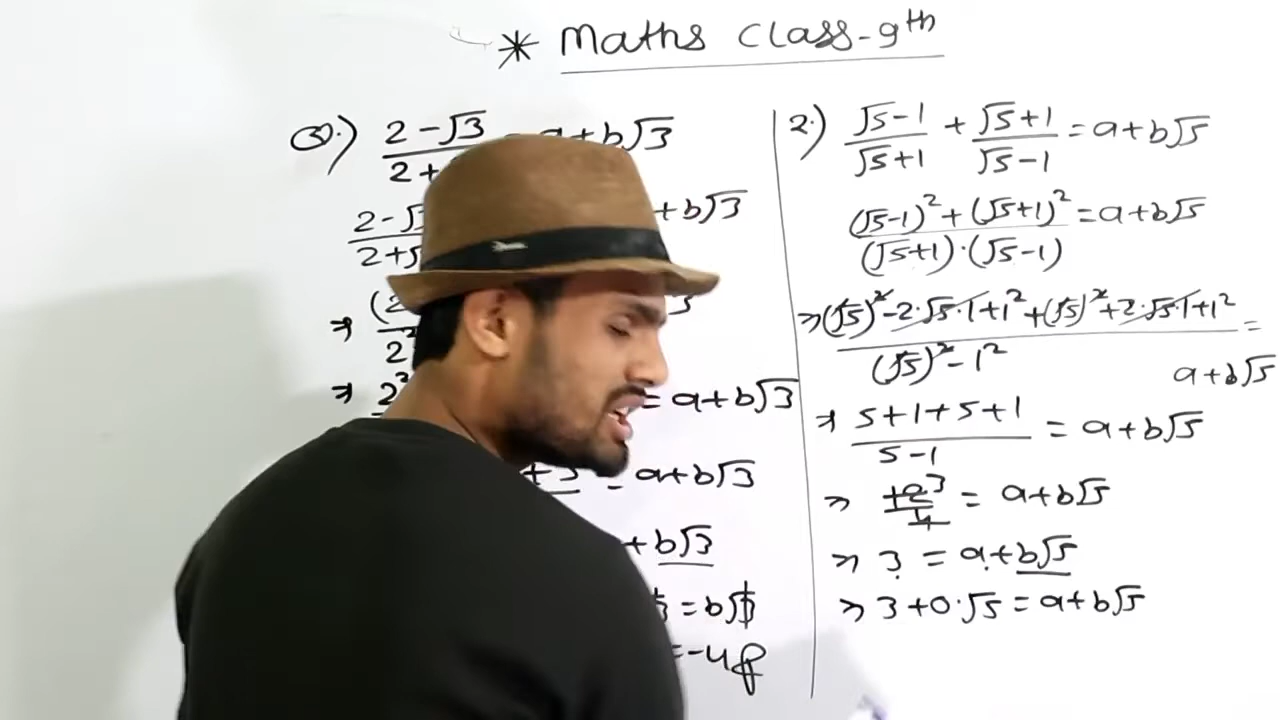 * Maths Class-9th
3.) 2-√3 / 2+ = a+b√3
2-√3 / 2+√ +b√3
⇒ (2 / 2² 3
⇒ 2² = a+b√3
+3 = a+b√3
+b√3
√3 = b√3
= -4
2.) √5-1 / √5+1 + √5+1 / √5-1 = a+b√5
(√5-1)²+(√5+1)² / (√5+1)·(√5-1) = a+b√5
⇒ (√5)²-2·√5·1+1²+(√5)²+2·√5·1+1² / (√5)²-1² =
a+b√5
⇒ 5+1+5+1 / 5-1 = a+b√5
⇒ 12 3 / 4 = a+b√5
⇒ 3 = a+b√5
⇒ 3+0·√5 = a+b√5